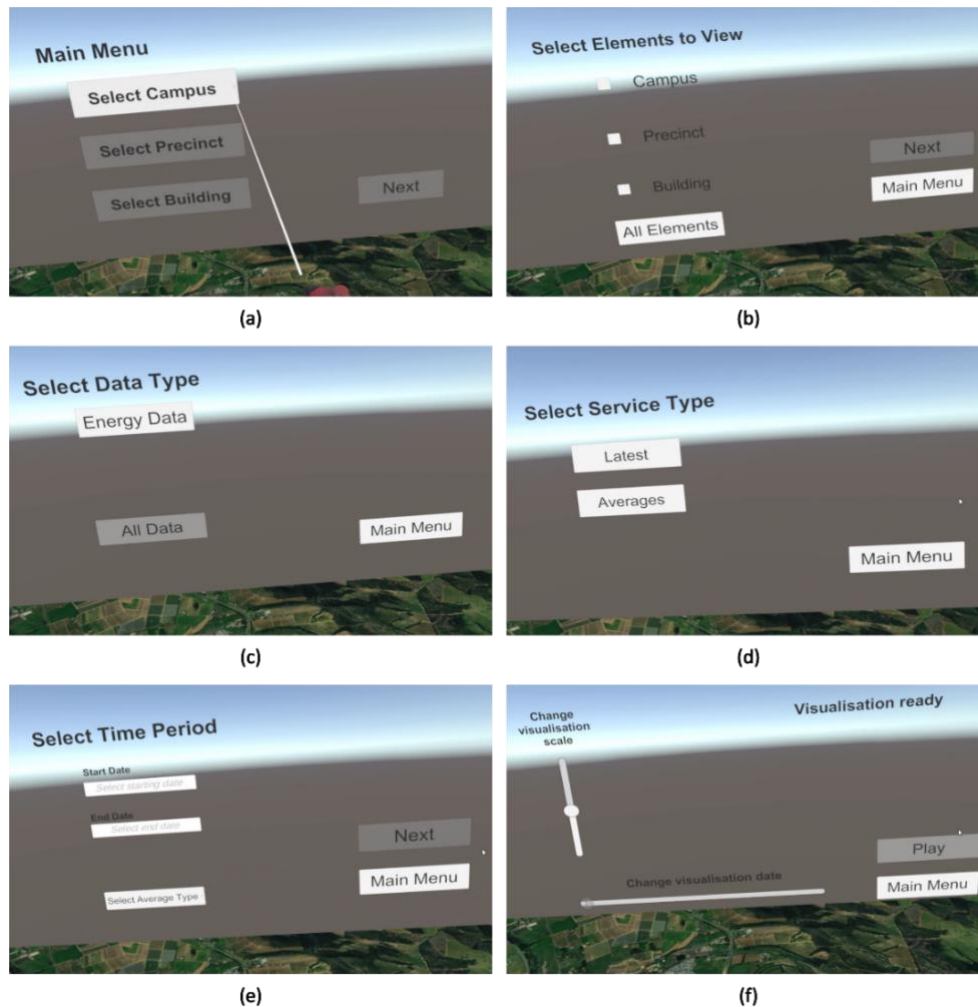 Main Menu
Select Campus
Select Precinct
Select Building
Next
(a)
Select Elements to View
Campus
Precinct
Building
All Elements
Next
Main Menu
(b)
Select Data Type
Energy Data
All Data
Main Menu
(c)
Select Service Type
Latest
Averages
Main Menu
(d)
Select Time Period
Start Date
Select starting date
End Date
Select end date
Select Average Type
Next
Main Menu
(e)
Change
visualisation
scale
Visualisation ready
Change visualisation date
Play
Main Menu
(f)